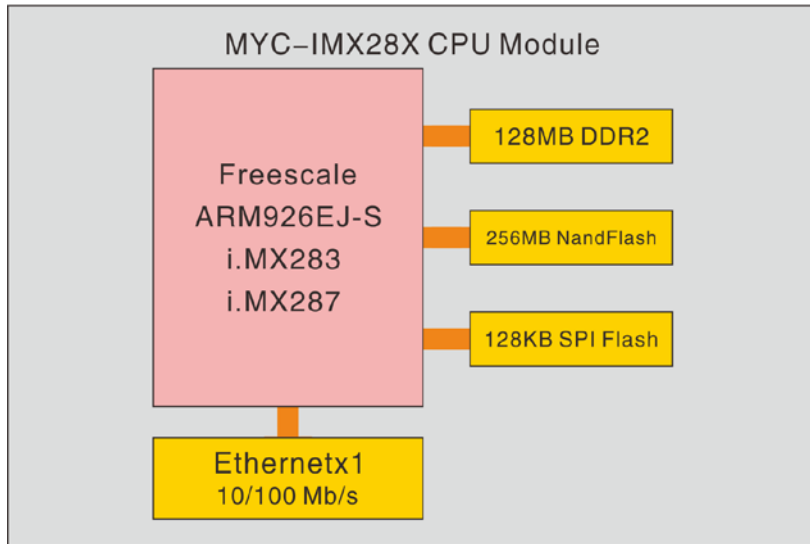 MYC–IMX28X CPU Module
Freescale
ARM926EJ-S
i.MX283
i.MX287
128MB DDR2
256MB NandFlash
128KB SPI Flash
Ethernetx1
10/100 Mb/s